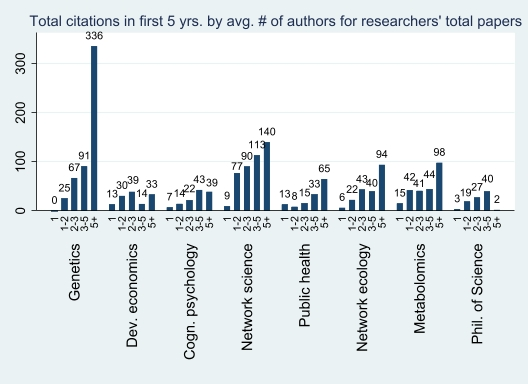 Total citations in first 5 yrs. by avg. # of authors for researchers' total papers
300
200
100
0
0 25 67 91 336
13 30 39 14 33
7 14 22 43 39
9 77 90 113 140
13 8 15 33 65
6 22 43 40 94
15 42 41 44 98
3 19 27 40 2
1 1-2 2-3 3-5 5+
1 1-2 2-3 3-5 5+
1 1-2 2-3 3-5 5+
1 1-2 2-3 3-5 5+
1 1-2 2-3 3-5 5+
1 1-2 2-3 3-5 5+
1 1-2 2-3 3-5 5+
1 1-2 2-3 3-5 5+
Genetics
Dev. economics
Cogn. psychology
Network science
Public health
Network ecology
Metabolomics
Phil. of Science